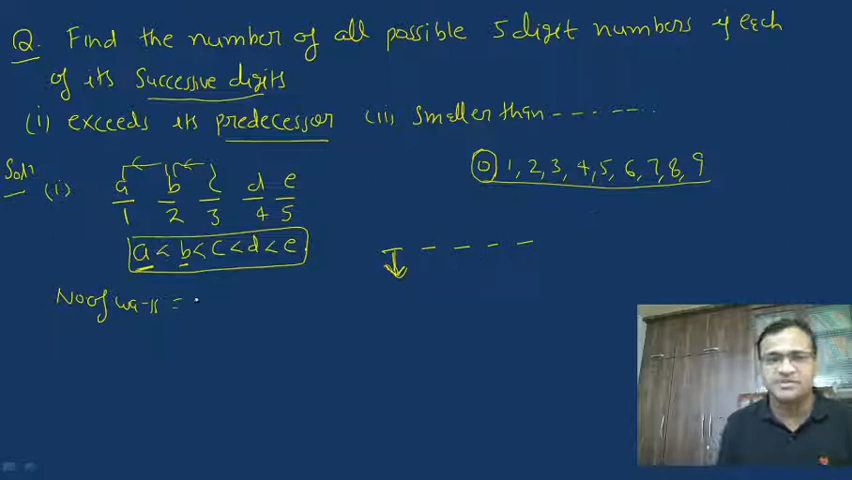 Q. Find the number of all possible 5 digit numbers if each
of its Successive digits
(i) exceeds its predecessor (ii) smaller than -----
Solⁿ (i) a b c d e
1 2 3 4 5
a < b < c < d < e
0 1, 2, 3, 4, 5, 6, 7, 8, 9
No of ways =